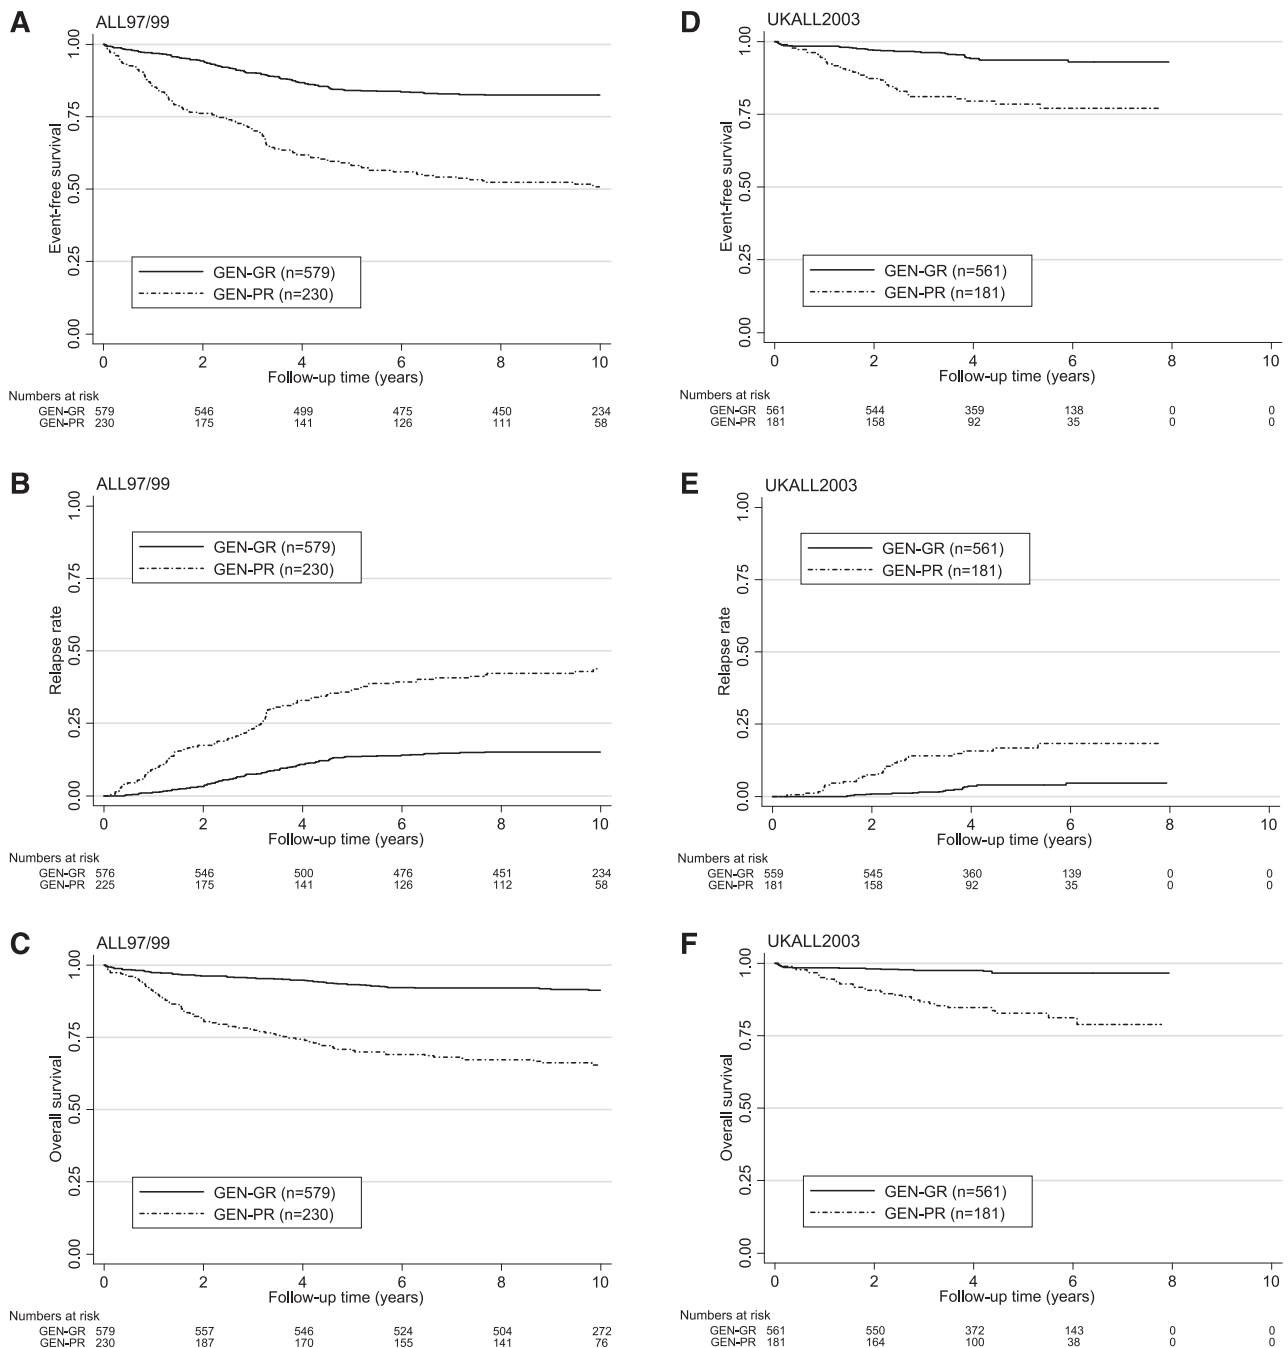 A
ALL97/99
Event-free survival
1.00
0.75
0.50
0.25
0.00
GEN-GR (n=579)
GEN-PR (n=230)
0 2 4 6 8 10
Follow-up time (years)
Numbers at risk
GEN-GR 579 546 499 475 450 234
GEN-PR 230 175 141 126 111 58
D
UKALL2003
Event-free survival
1.00
0.75
0.50
0.25
0.00
GEN-GR (n=561)
GEN-PR (n=181)
0 2 4 6 8 10
Follow-up time (years)
Numbers at risk
GEN-GR 561 544 359 138 0 0
GEN-PR 181 158 92 35 0 0
B
ALL97/99
Relapse rate
1.00
0.75
0.50
0.25
0.00
GEN-GR (n=579)
GEN-PR (n=230)
0 2 4 6 8 10
Follow-up time (years)
Numbers at risk
GEN-GR 576 546 500 476 451 234
GEN-PR 225 175 141 126 112 58
E
UKALL2003
Relapse rate
1.00
0.75
0.50
0.25
0.00
GEN-GR (n=561)
GEN-PR (n=181)
0 2 4 6 8 10
Follow-up time (years)
Numbers at risk
GEN-GR 559 545 360 139 0 0
GEN-PR 181 158 92 35 0 0
C
ALL97/99
Overall survival
1.00
0.75
0.50
0.25
0.00
GEN-GR (n=579)
GEN-PR (n=230)
0 2 4 6 8 10
Follow-up time (years)
Numbers at risk
GEN-GR 579 557 546 524 504 272
GEN-PR 230 187 170 155 141 76
F
UKALL2003
Overall survival
1.00
0.75
0.50
0.25
0.00
GEN-GR (n=561)
GEN-PR (n=181)
0 2 4 6 8 10
Follow-up time (years)
Numbers at risk
GEN-GR 561 550 372 143 0 0
GEN-PR 181 164 100 38 0 0